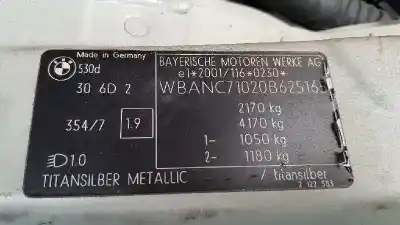 Made in Germany
530d
30 6D 2
354/7 1.9
1.0
TITANSILBER METALLIC
BAYERISCHE MOTOREN WERKE AG
e1*2001/116*0230*
WBANC71020B625165
2170 kg
4170 kg
1- 1050 kg
2- 1180 kg
/ titansilber